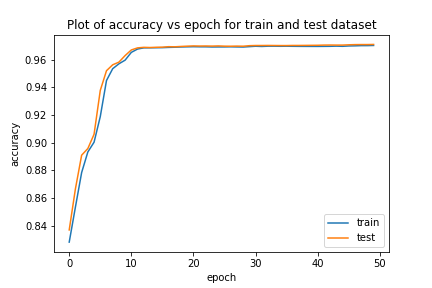 Plot of accuracy vs epoch for train and test dataset
accuracy
0.96
0.94
0.92
0.90
0.88
0.86
0.84
0 10 20 30 40 50
epoch
train
test